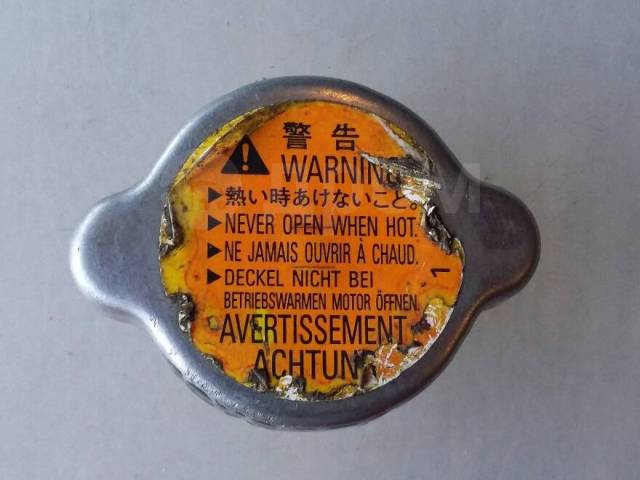 警告
WARNING
▶熱い時あけないこと。
▶NEVER OPEN WHEN HOT.
▶NE JAMAIS OUVRIR À CHAUD.
▶DECKEL NICHT BEI
BETRIEBSWARMEN MOTOR ÖFFNEN.
1
AVERTISSEMENT
ACHTUNG